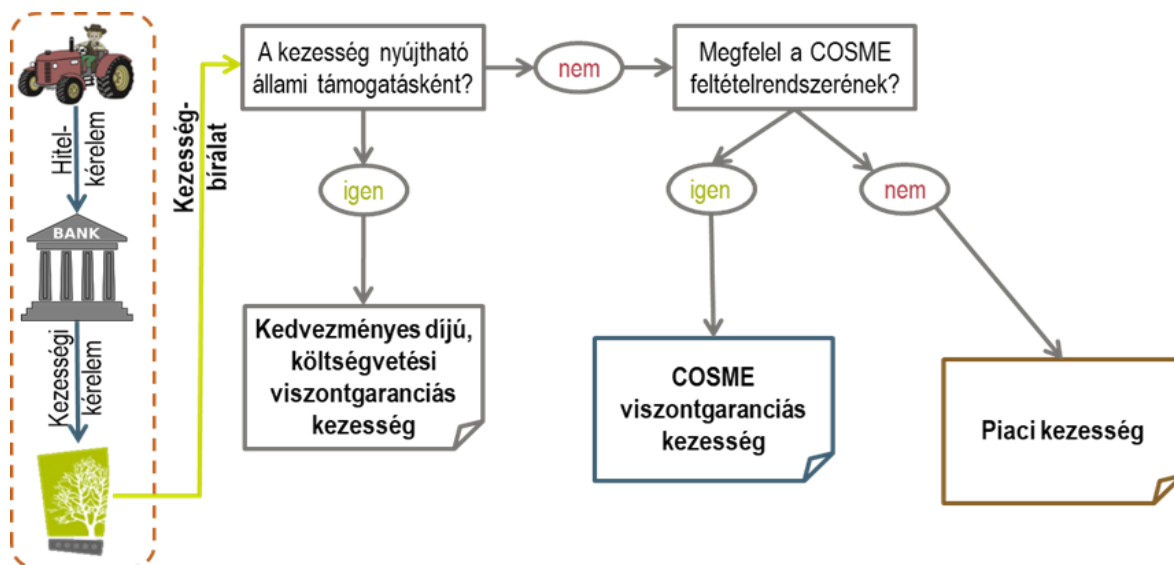 Hitel-
kérelem
BANK
Kezességi
kérelem
Kezesség-
bírálat
A kezesség nyújtható
állami támogatásként?
nem
Megfelel a COSME
feltételrendszerének?
igen
igen
nem
Kedvezményes díjú,
költségvetési
viszontgaranciás
kezesség
COSME
viszontgaranciás
kezesség
Piaci kezesség